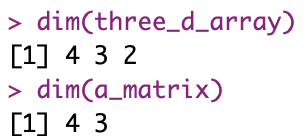 > dim(three_d_array)
[1] 4 3 2
> dim(a_matrix)
[1] 4 3